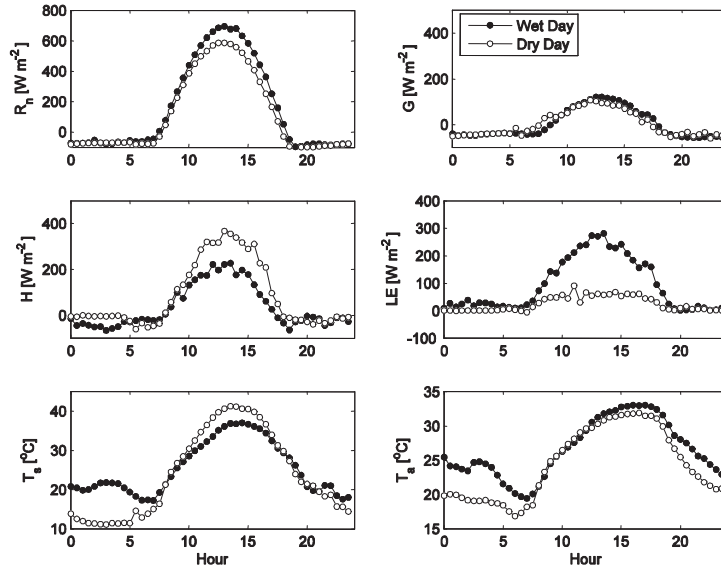 800
600
400
200
0
R_n [W m^-2]
0 5 10 15 20
400
200
0
G [W m^-2]
0 5 10 15 20
Wet Day
Dry Day
400
200
0
H [W m^-2]
0 5 10 15 20
400
300
200
100
0
-100
LE [W m^-2]
0 5 10 15 20
40
30
20
10
T_s [°C]
0 5 10 15 20
Hour
35
30
25
20
15
T_a [°C]
0 5 10 15 20
Hour